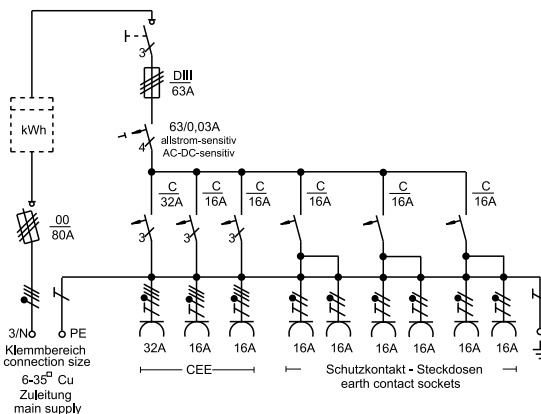 3
DIII
63A
kWh
63/0,03A
allstrom-sensitiv
AC-DC-sensitiv
4
C
32A
C
16A
C
16A
C
16A
C
16A
C
16A
00
80A
3
3
3
3/N
PE
32A
16A
16A
16A
16A
16A
16A
16A
16A
Klemmbereich
connection size
6-35□ Cu
Zuleitung
main supply
CEE
Schutzkontakt - Steckdosen
earth contact sockets